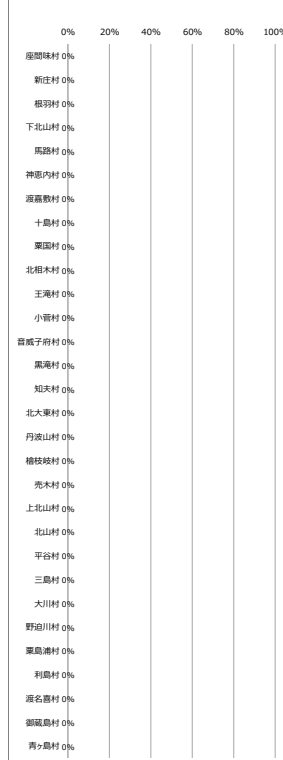 0% 20% 40% 60% 80% 100%
座間味村 0%
新庄村 0%
根羽村 0%
下北山村 0%
馬路村 0%
神恵内村 0%
渡嘉敷村 0%
十島村 0%
粟国村 0%
北相木村 0%
王滝村 0%
小菅村 0%
音威子府村 0%
黒滝村 0%
知夫村 0%
北大東村 0%
丹波山村 0%
檜枝岐村 0%
売木村 0%
上北山村 0%
北山村 0%
平谷村 0%
三島村 0%
大川村 0%
野迫川村 0%
粟島浦村 0%
利島村 0%
渡名喜村 0%
御蔵島村 0%
青ヶ島村 0%